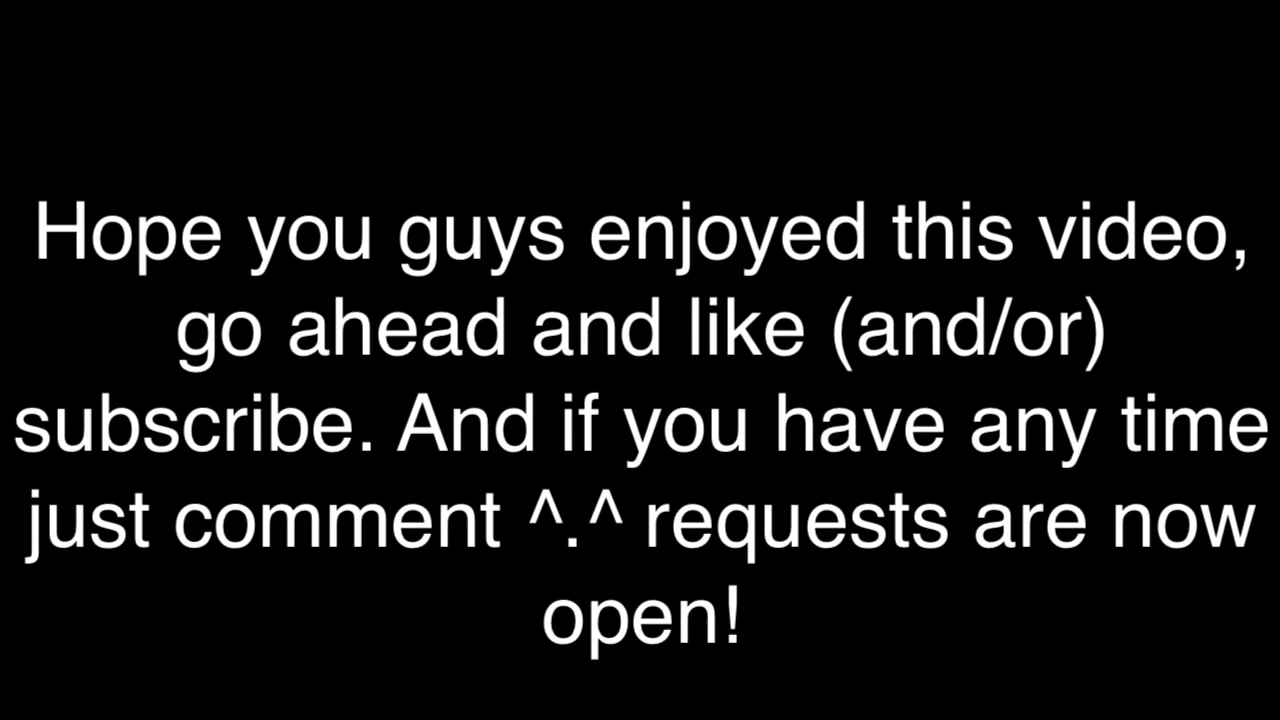 Hope you guys enjoyed this video,
go ahead and like (and/or)
subscribe. And if you have any time
just comment ^.^ requests are now
open!